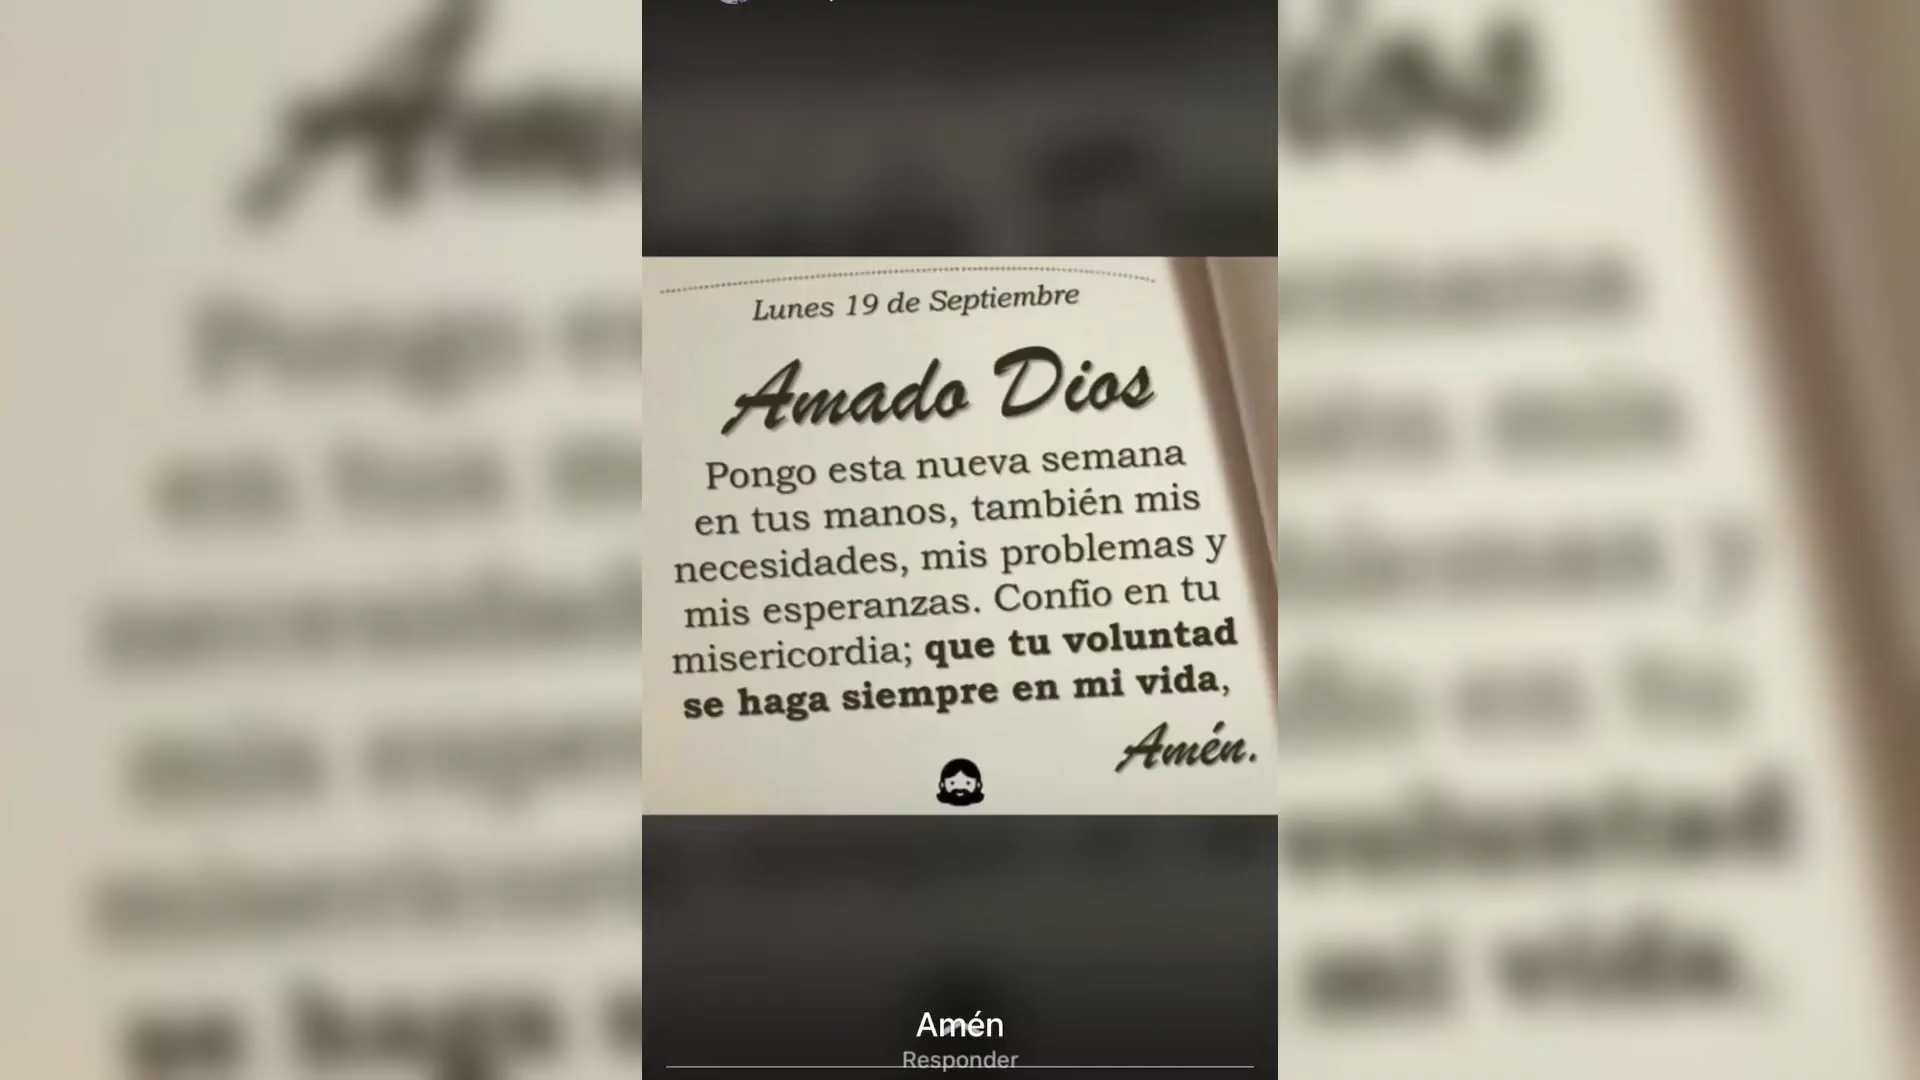 Lunes 19 de Septiembre
Amado Dios
Pongo esta nueva semana
en tus manos, también mis
necesidades, mis problemas y
mis esperanzas. Confio en tu
misericordia; que tu voluntad
se haga siempre en mi vida,
Amén.
Amén
Responder